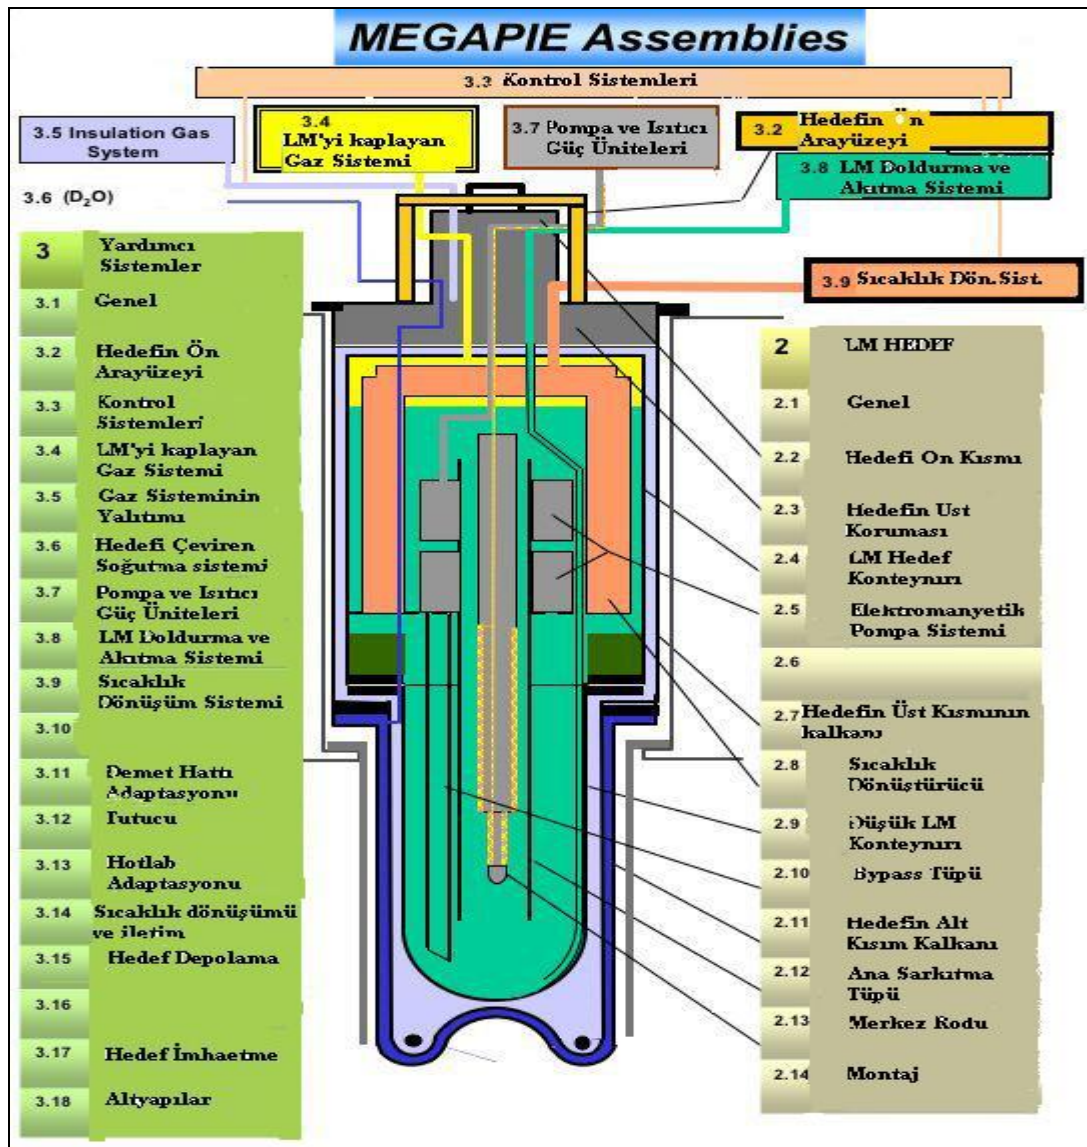 MEGAPIE Assemblies
3.3 Kontrol Sistemleri
3.5 Insulation Gas
System
3.4
LM'yi kaplayan
Gaz Sistemi
3.7 Pompa ve Isıtıcı
Güç Üniteleri
3.2 Hedefin Ön
Arayüzeyi
3.8 LM Doldurma ve
Akıtma Sistemi
3.6 (D₂O)
3.9 Sıcaklık Dön. Sist.
3 Yardımcı
Sistemler
3.1 Genel
3.2 Hedefin Ön
Arayüzeyi
3.3 Kontrol
Sistemleri
3.4 LM'yi kaplayan
Gaz Sistemi
3.5 Gaz Sisteminin
Yalıtımı
3.6 Hedefi Çeviren
Soğutma sistemi
3.7 Pompa ve Isıtıcı
Güç Üniteleri
3.8 LM Doldurma ve
Akıtma Sistemi
3.9 Sıcaklık
Dönüşüm Sistemi
3.10
3.11 Demet Hattı
Adaptasyonu
3.12 Tutucu
3.13 Hotlab
Adaptasyonu
3.14 Sıcaklık dönüşümü
ve iletim
3.15 Hedef Depolama
3.16
3.17 Hedef İmhaetme
3.18 Altyapılar
2 LM HEDEF
2.1 Genel
2.2 Hedefi On Kısmı
2.3 Hedefin Ust
Koruması
2.4 LM Hedef
Konteynırı
2.5 Elektromanyetik
Pompa Sistemi
2.6
2.7 Hedefin Üst Kısmının
kalkanı
2.8 Sıcaklık
Dönüştürücü
2.9 Düşük LM
Konteynırı
2.10 Bypass Tüpü
2.11 Hedefin Alt
Kısım Kalkanı
2.12 Ana Sarkıtma
Tüpü
2.13 Merkez Rodu
2.14 Montaj